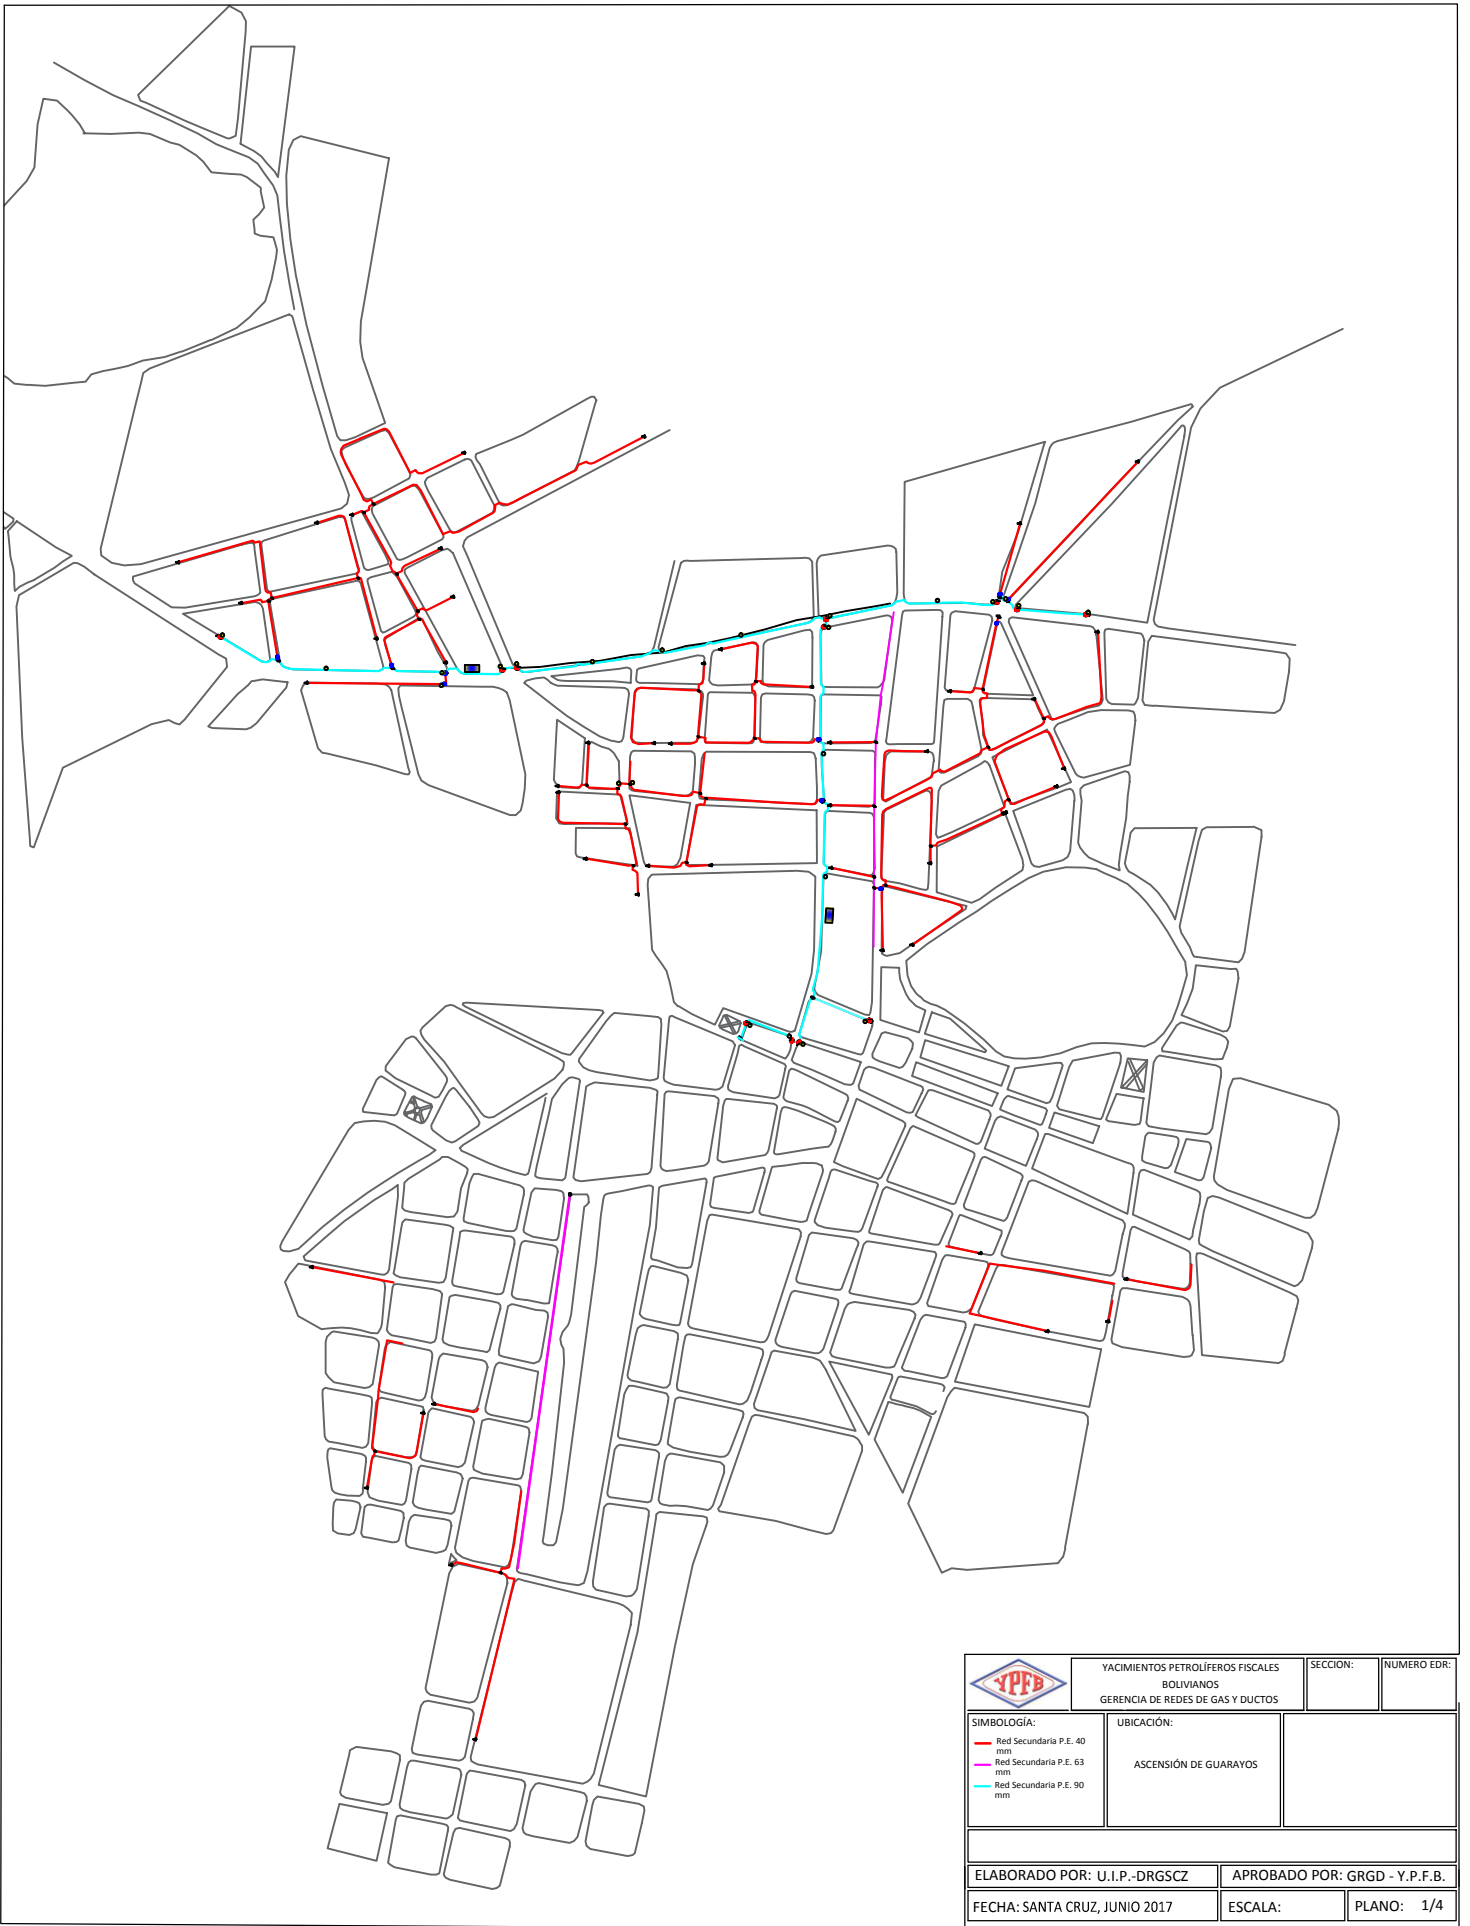 YPFB
YACIMIENTOS PETROLÍFEROS FISCALES
BOLIVIANOS
GERENCIA DE REDES DE GAS Y DUCTOS
SECCION:
NUMERO EDR:
SIMBOLOGÍA:
Red Secundaria P.E. 40
mm
Red Secundaria P.E. 63
mm
Red Secundaria P.E. 90
mm
UBICACIÓN:
ASCENSIÓN DE GUARAYOS
ELABORADO POR: U.I.P.-DRGSCZ
APROBADO POR: GRGD - Y.P.F.B.
FECHA: SANTA CRUZ, JUNIO 2017
ESCALA:
PLANO: 1/4